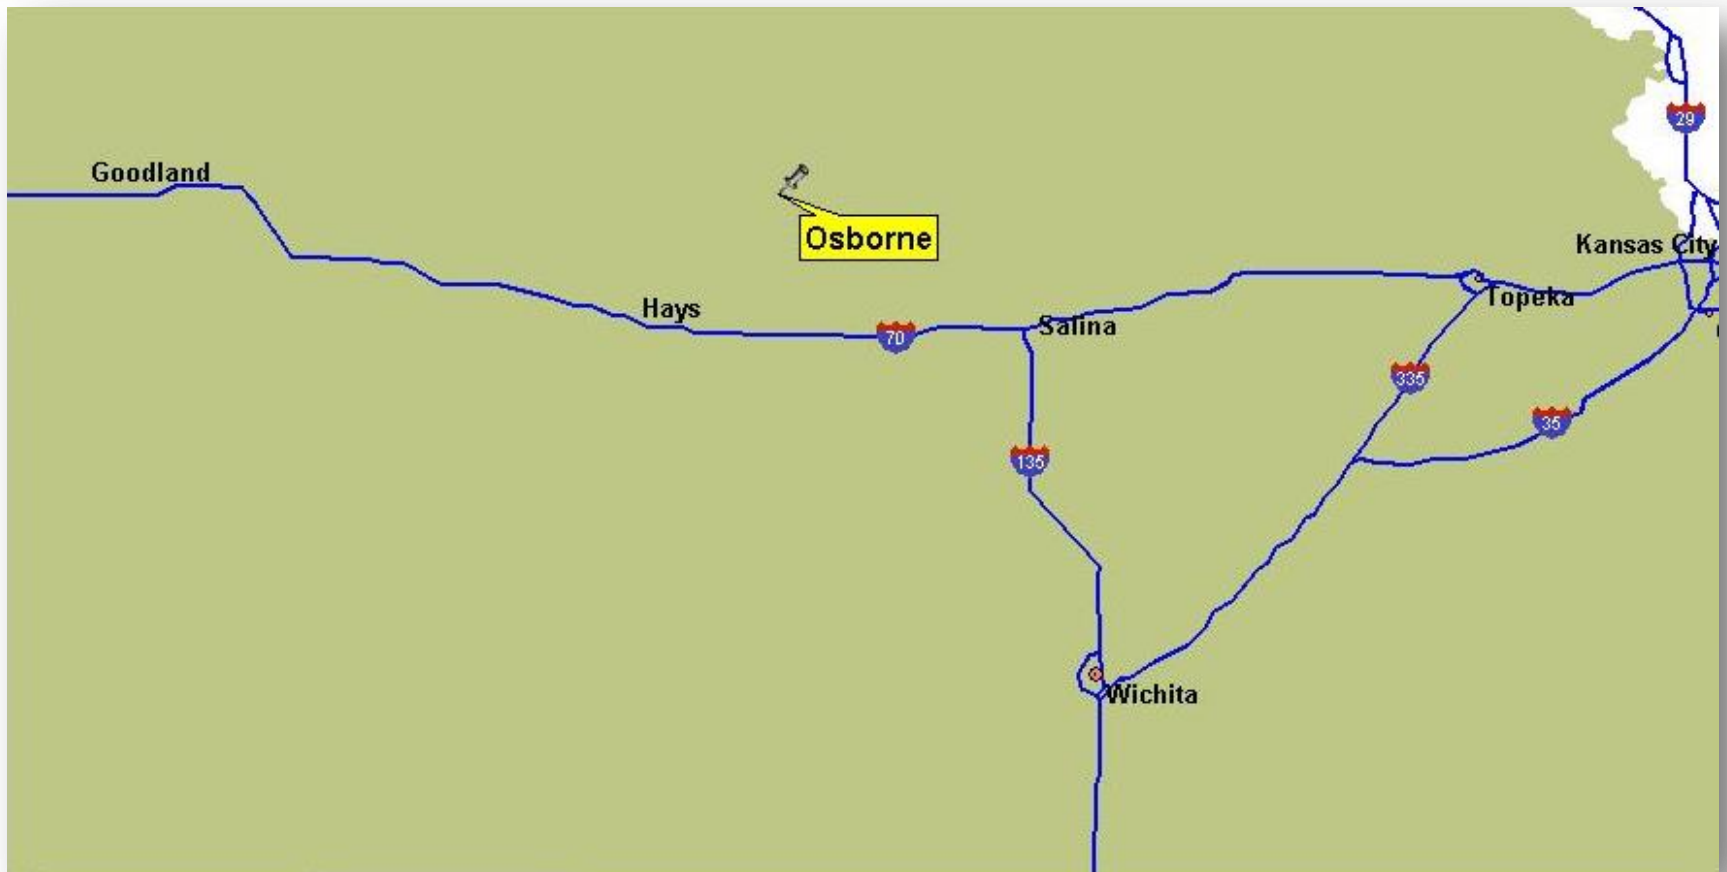 29
Goodland
Osborne
Kansas City
Hays
Topeka
70
Salina
335
35
135
Wichita